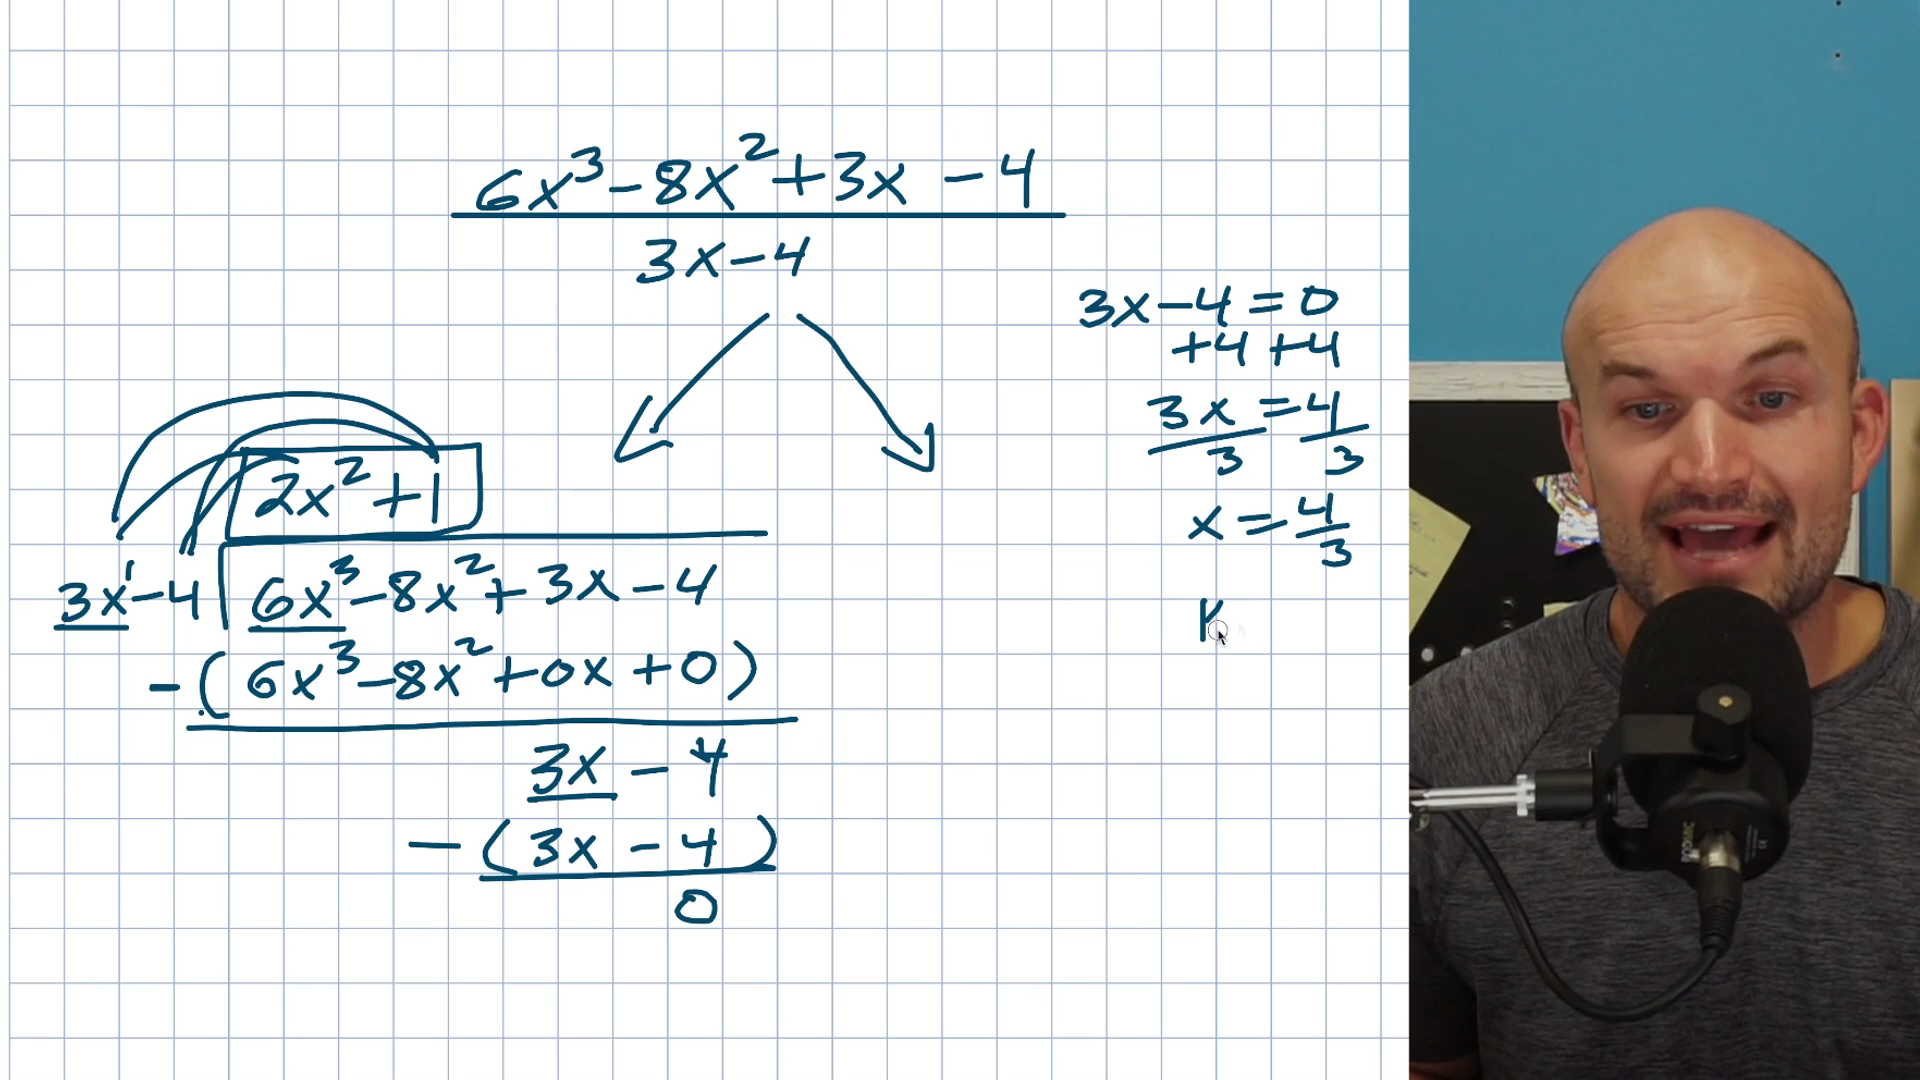 6x³-8x²+3x-4
3x-4
2x²+1
3x¹-4 6x³-8x²+3x-4
-(6x³-8x²+0x+0)
3x-4
-(3x-4)
0
3x-4=0
+4 +4
3x=4
3 3
x=4
3